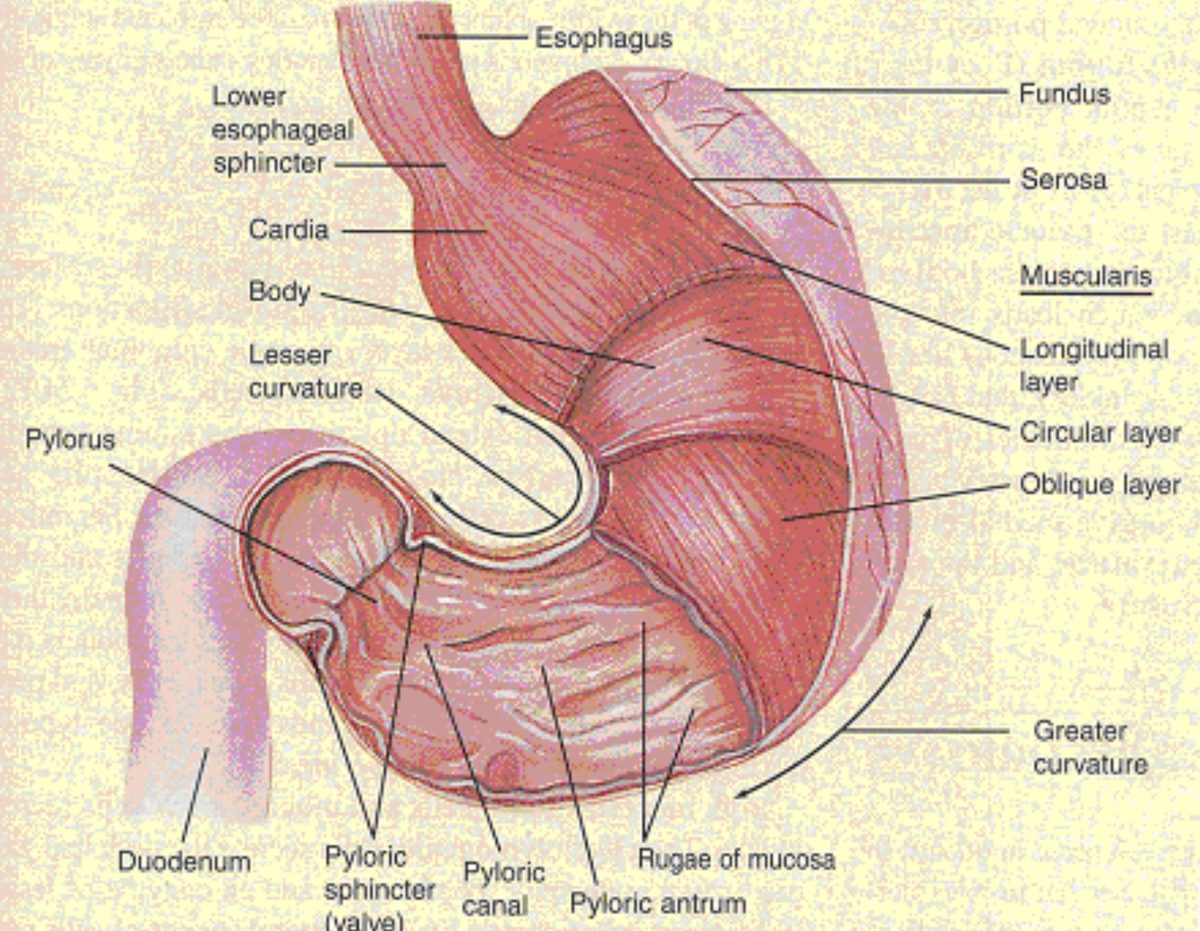 Esophagus
Lower
esophageal
sphincter
Cardia
Body
Lesser
curvature
Pylorus
Fundus
Serosa
Muscularis
Longitudinal
layer
Circular layer
Oblique layer
Greater
curvature
Duodenum
Pyloric
sphincter
(valve)
Pyloric
canal
Pyloric antrum
Rugae of mucosa